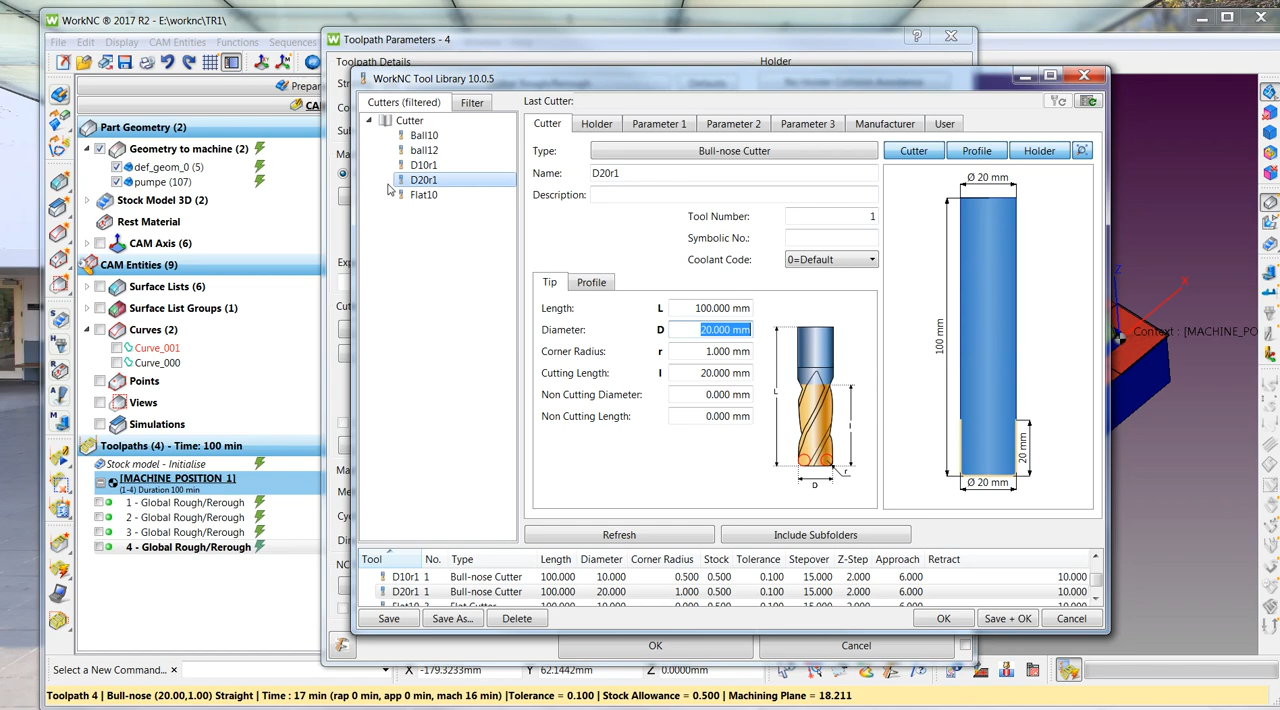 WorkNC ® 2017 R2 - E:\worknc\TR1\
File Edit Display CAM Entities Functions Sequences
Prepar
CA
Part Geometry (2)
Geometry to machine (2)
def_geom_0 (5)
pumpe (107)
Stock Model 3D (2)
Rest Material
CAM Axis (6)
CAM Entities (9)
Surface Lists (6)
Surface List Groups (1)
Curves (2)
Curve_001
Curve_000
Points
Views
Simulations
Toolpaths (4) - Time: 100 min
Stock model - Initialise
[MACHINE POSITION 1]
(1-4) Duration 100 min
1 - Global Rough/Rerough
2 - Global Rough/Rerough
3 - Global Rough/Rerough
4 - Global Rough/Rerough
Toolpath Parameters - 4
Toolpath Details
Holder
WorkNC Tool Library 10.0.5
Cutters (filtered) Filter
Cutter
Ball10
ball12
D10r1
D20r1
Flat10
Last Cutter:
Cutter Holder Parameter 1 Parameter 2 Parameter 3 Manufacturer User
Type: Bull-nose Cutter
Name: D20r1
Description:
Tool Number: 1
Symbolic No.:
Coolant Code: 0=Default
Tip Profile
Length: L 100.000 mm
Diameter: D 20.000 mm
Corner Radius: r 1.000 mm
Cutting Length: l 20.000 mm
Non Cutting Diameter: 0.000 mm
Non Cutting Length: 0.000 mm
L
l
r
D
Cutter Profile Holder
Ø 20 mm
100 mm
20 mm
Ø 20 mm
Refresh Include Subfolders
Tool No. Type Length Diameter Corner Radius Stock Tolerance Stepover Z-Step Approach Retract
D10r1 1 Bull-nose Cutter 100.000 10.000 0.500 0.500 0.100 15.000 2.000 6.000 10.000
D20r1 1 Bull-nose Cutter 100.000 20.000 1.000 0.500 0.100 15.000 2.000 6.000 10.000
Save Save As... Delete OK Save + OK Cancel
OK Cancel
Z
X
Context : [MACHINE_PO
Select a New Command... X -179.3233mm Y 62.1442mm Z 0.0000mm
Toolpath 4 | Bull-nose (20.00,1.00) Straight | Time : 17 min (rap 0 min, app 0 min, mach 16 min) |Tolerance = 0.100 | Stock Allowance = 0.500 | Machining Plane = 18.211